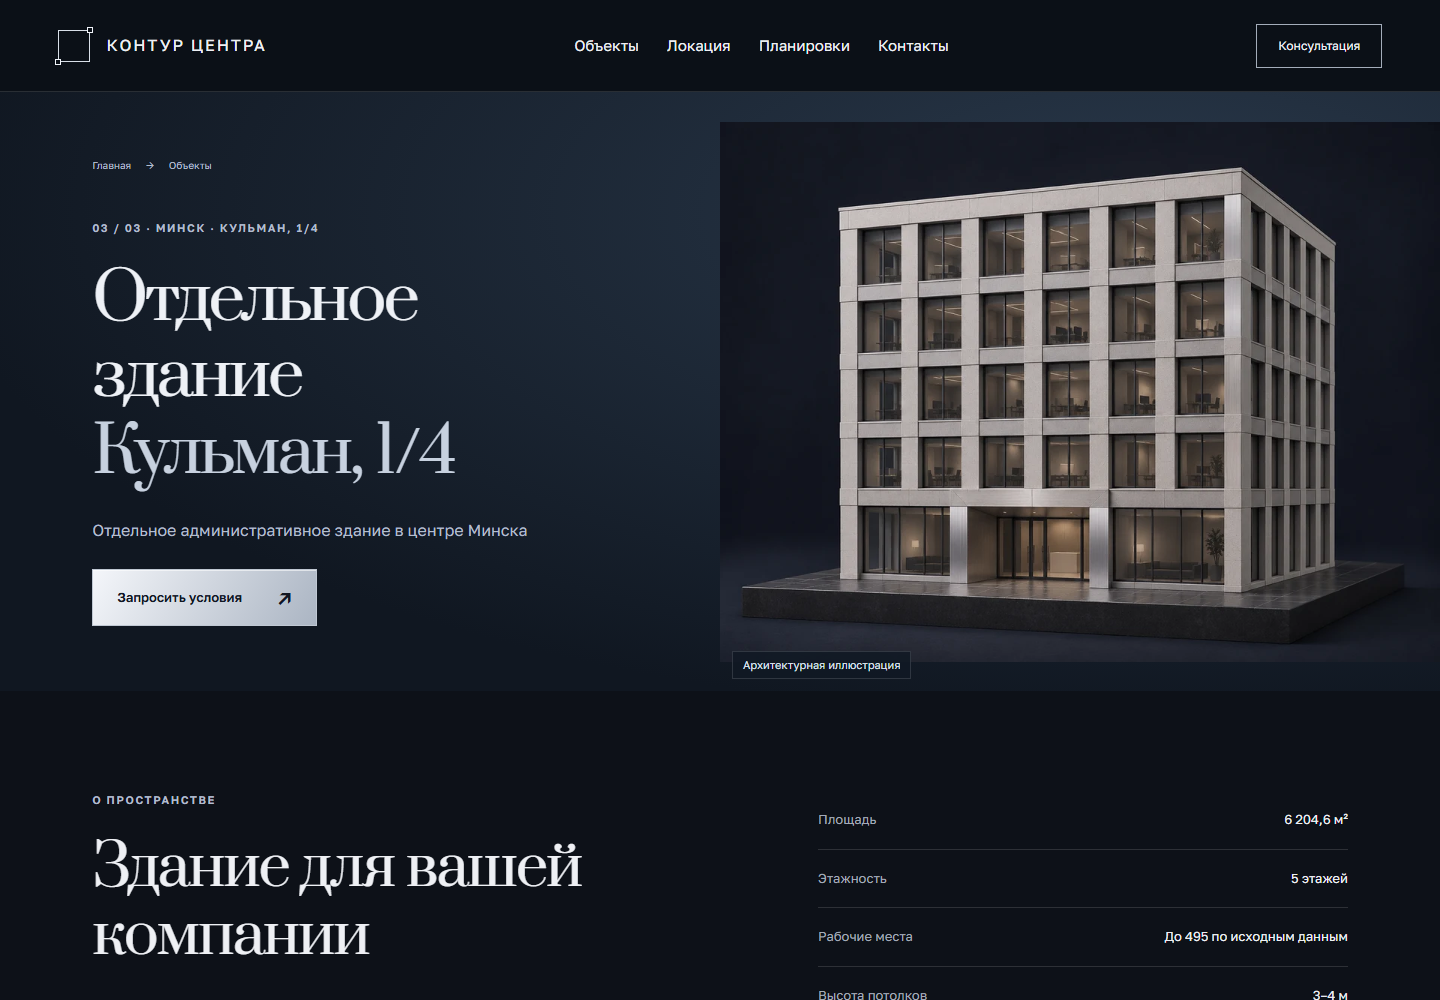 КОНТУР ЦЕНТРА
Объекты Локация Планировки Контакты
Консультация
Главная → Объекты
03 / 03 · МИНСК · КУЛЬМАН, 1/4
Отдельное
здание
Кульман, 1/4
Отдельное административное здание в центре Минска
Запросить условия
Архитектурная иллюстрация
О ПРОСТРАНСТВЕ
Здание для вашей
компании
Площадь 6 204,6 м²
Этажность 5 этажей
Рабочие места До 495 по исходным данным
Высота потолков 3–4 м